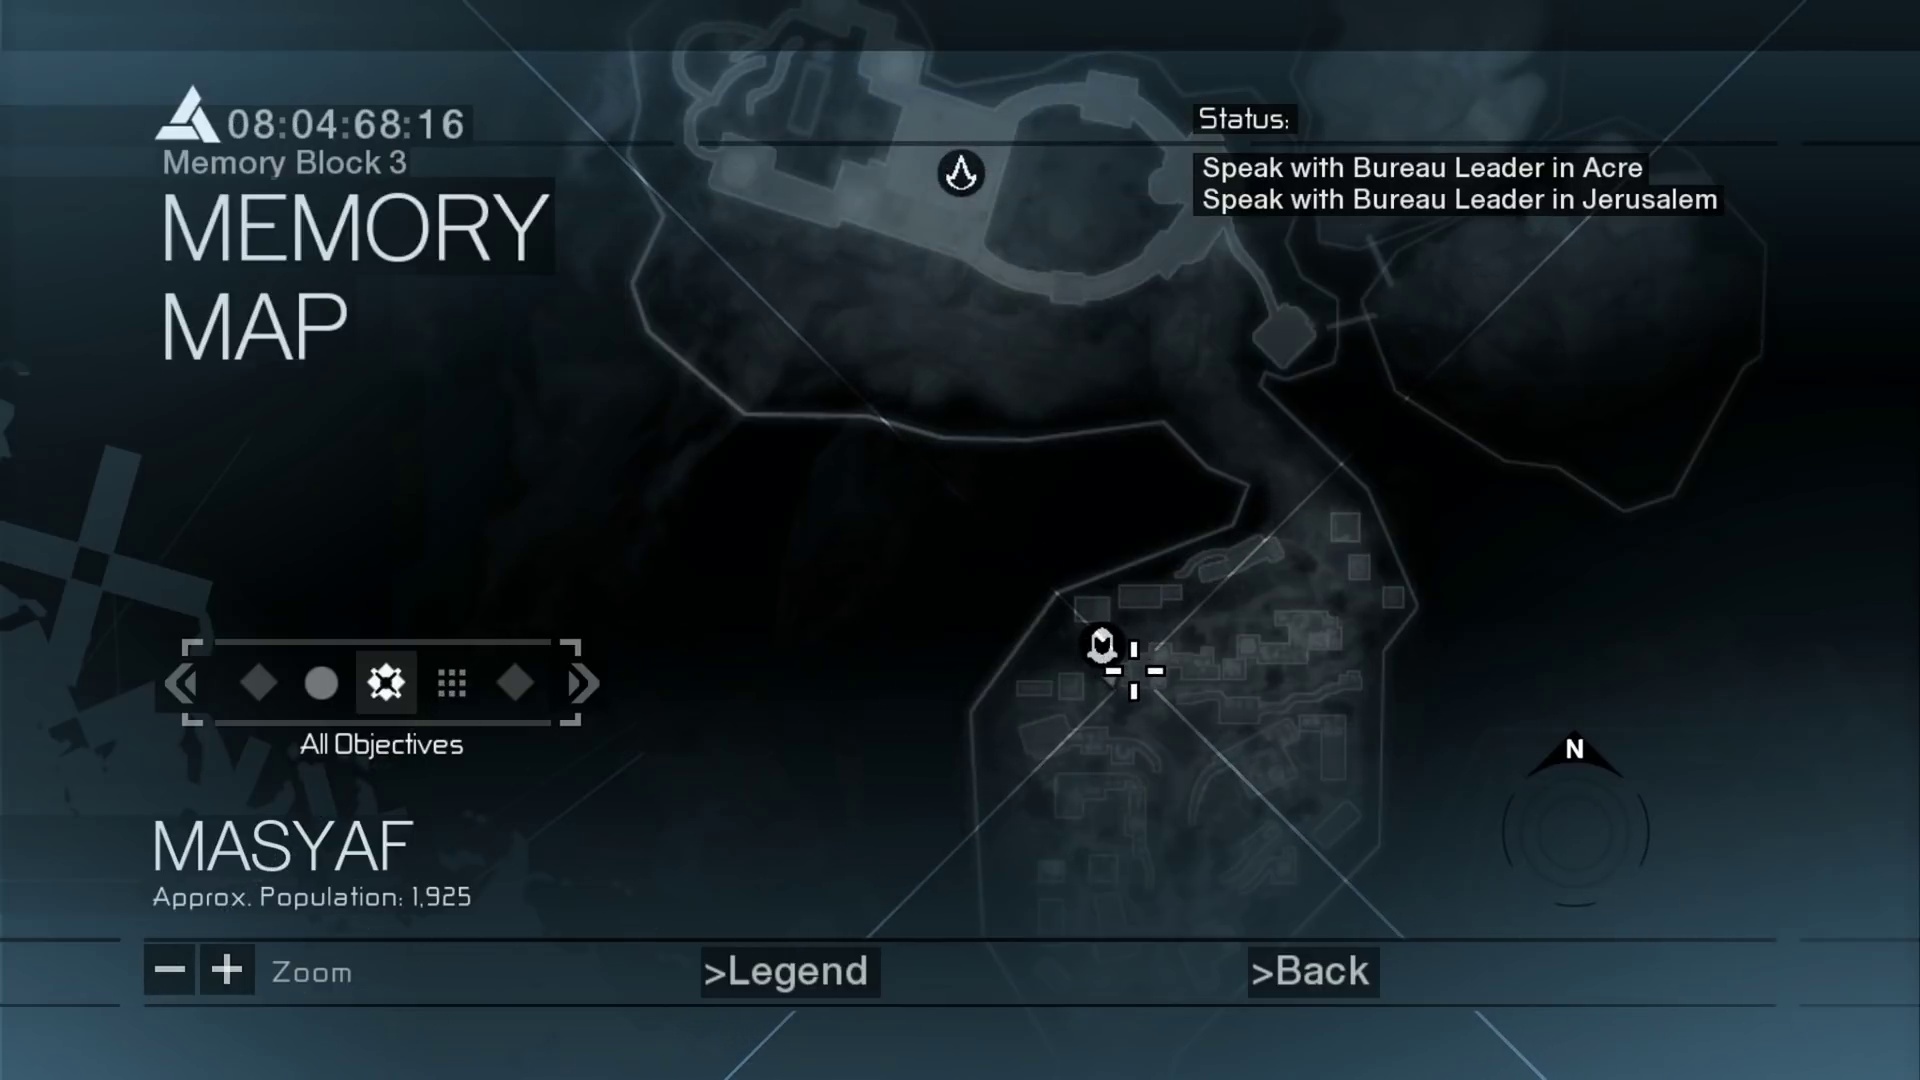 08:04:68:16
Memory Block 3
MEMORY
MAP
Status:
Speak with Bureau Leader in Acre
Speak with Bureau Leader in Jerusalem
All Objectives
N
MASYAF
Approx. Population: 1,925
Zoom
>Legend
>Back